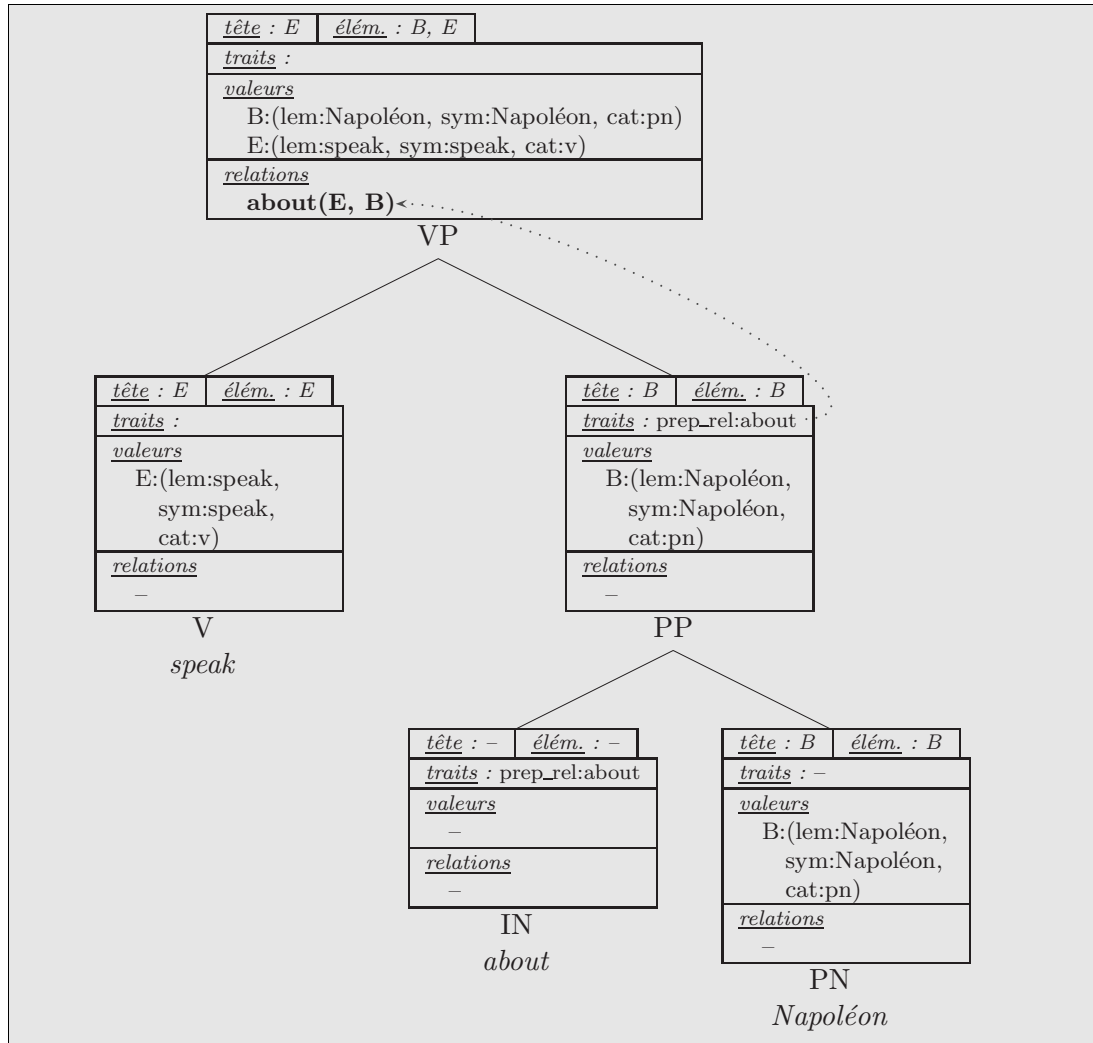 tête : E élém. : B, E
traits :
valeurs
B:(lem:Napoléon, sym:Napoléon, cat:pn)
E:(lem:speak, sym:speak, cat:v)
relations
about(E, B)
VP
tête : E élém. : E
traits :
valeurs
E:(lem:speak,
sym:speak,
cat:v)
relations
–
V
speak
tête : B élém. : B
traits : prep_rel:about
valeurs
B:(lem:Napoléon,
sym:Napoléon,
cat:pn)
relations
–
PP
tête : – élém. : –
traits : prep_rel:about
valeurs
–
relations
–
IN
about
tête : B élém. : B
traits : –
valeurs
B:(lem:Napoléon,
sym:Napoléon,
cat:pn)
relations
–
PN
Napoléon